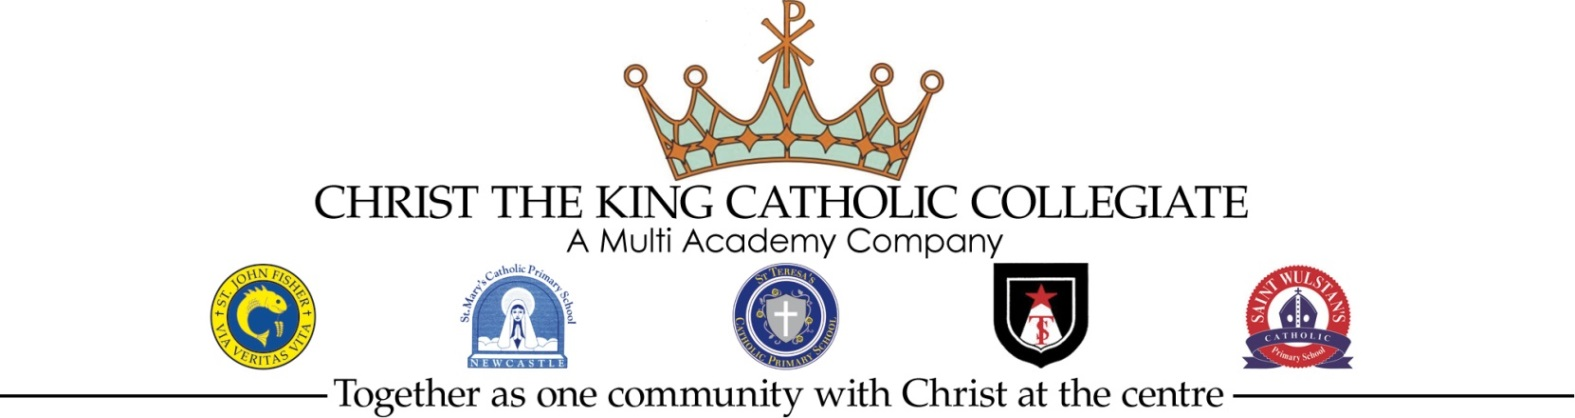 CHRIST THE KING CATHOLIC COLLEGIATE
A Multi Academy Company
ST. JOHN FISHER
VIA VERITAS VITA
St. Mary's Catholic Primary School
NEWCASTLE
ST TERESA'S
CATHOLIC PRIMARY SCHOOL
TS
SAINT WULSTAN'S
CATHOLIC
Primary School
Together as one community with Christ at the centre